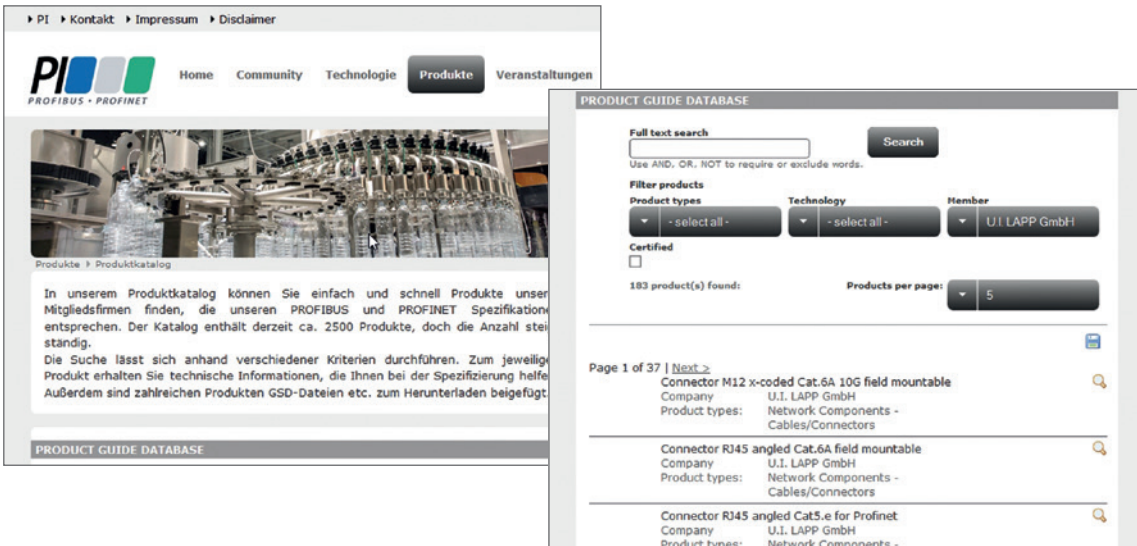 PI Kontakt Impressum Disclaimer
PI
PROFIBUS • PROFINET
Home Community Technologie Produkte Veranstaltungen
Produkte Produktkatalog
In unserem Produktkatalog können Sie einfach und schnell Produkte unser
Mitgliedsfirmen finden, die unseren PROFIBUS und PROFINET Spezifikatione
entsprechen. Der Katalog enthält derzeit ca. 2500 Produkte, doch die Anzahl stei
ständig.
Die Suche lässt sich anhand verschiedener Kriterien durchführen. Zum jeweilige
Produkt erhalten Sie technische Informationen, die Ihnen bei der Spezifizierung helfe
Außerdem sind zahlreichen Produkten GSD-Dateien etc. zum Herunterladen beigefügt.
PRODUCT GUIDE DATABASE
PRODUCT GUIDE DATABASE
Full text search
Search
Use AND, OR, NOT to require or exclude words.
Filter products
Product types Technology Member
- select all - - select all - U.I. LAPP GmbH
Certified
183 product(s) found: Products per page: 5
Page 1 of 37 | Next >
Connector M12 x-coded Cat.6A 10G field mountable
Company U.I. LAPP GmbH
Product types: Network Components -
Cables/Connectors
Connector RJ45 angled Cat.6A field mountable
Company U.I. LAPP GmbH
Product types: Network Components -
Cables/Connectors
Connector RJ45 angled Cat5.e for Profinet
Company U.I. LAPP GmbH
Product types: Network Components -